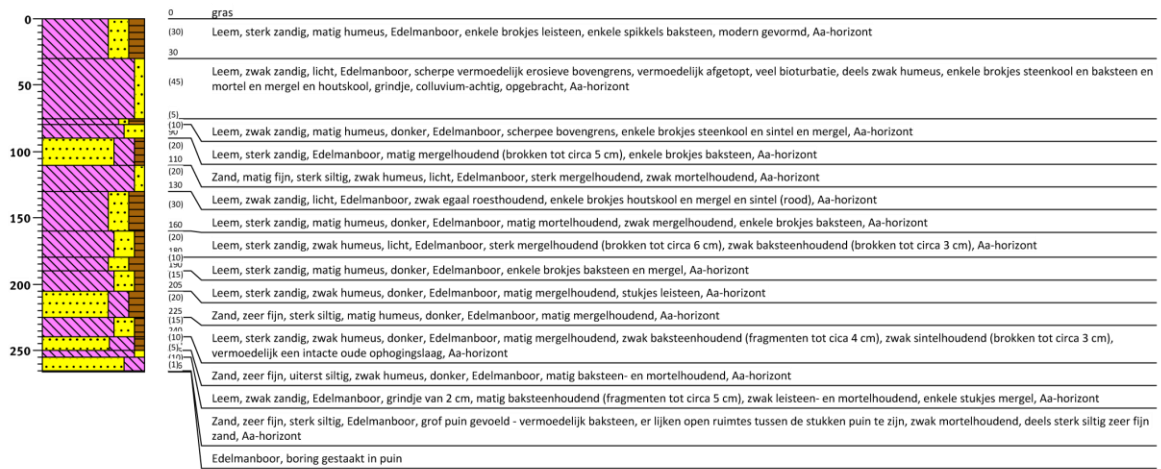 0 gras
0
(30) Leem, sterk zandig, matig humeus, Edelmanboor, enkele brokjes leisteen, enkele spikkels baksteen, modern gevormd, Aa-horizont
30
(45) Leem, zwak zandig, licht, Edelmanboor, scherpe vermoedelijk erosieve bovengrens, vermoedelijk afgetopt, veel bioturbatie, deels zwak humeus, enkele brokjes steenkool en baksteen en
mortel en mergel en houtskool, grindje, colluvium-achtig, opgebracht, Aa-horizont
50
(5)
(10) Leem, zwak zandig, matig humeus, donker, Edelmanboor, scherpee bovengrens, enkele brokjes steenkool en sintel en mergel, Aa-horizont
90
(20) Leem, sterk zandig, Edelmanboor, matig mergelhoudend (brokken tot circa 5 cm), enkele brokjes baksteen, Aa-horizont
100
110
(20) Zand, matig fijn, sterk siltig, zwak humeus, licht, Edelmanboor, sterk mergelhoudend, zwak mortelhoudend, Aa-horizont
130
(30) Leem, zwak zandig, licht, Edelmanboor, zwak egaal roesthoudend, enkele brokjes houtskool en mergel en sintel (rood), Aa-horizont
150
160 Leem, sterk zandig, matig humeus, donker, Edelmanboor, matig mortelhoudend, zwak mergelhoudend, enkele brokjes baksteen, Aa-horizont
(20) Leem, sterk zandig, zwak humeus, licht, Edelmanboor, sterk mergelhoudend (brokken tot circa 6 cm), zwak baksteenhoudend (brokken tot circa 3 cm), Aa-horizont
180
(10)
190
(15) Leem, sterk zandig, matig humeus, donker, Edelmanboor, enkele brokjes baksteen en mergel, Aa-horizont
200
205
(20) Leem, sterk zandig, zwak humeus, donker, Edelmanboor, matig mergelhoudend, stukjes leisteen, Aa-horizont
225 Zand, zeer fijn, sterk siltig, matig humeus, donker, Edelmanboor, matig mergelhoudend, Aa-horizont
(15)
240
(10) Leem, sterk zandig, zwak humeus, donker, Edelmanboor, matig mergelhoudend, zwak baksteenhoudend (fragmenten tot cica 4 cm), zwak sintelhoudend (brokken tot circa 3 cm),
vermoedelijk een intacte oude ophogingslaag, Aa-horizont
250
(5)
(10)
(1) Zand, zeer fijn, uiterst siltig, zwak humeus, donker, Edelmanboor, matig baksteen- en mortelhoudend, Aa-horizont
Leem, zwak zandig, Edelmanboor, grindje van 2 cm, matig baksteenhoudend (fragmenten tot circa 5 cm), zwak leisteen- en mortelhoudend, enkele stukjes mergel, Aa-horizont
Zand, zeer fijn, sterk siltig, Edelmanboor, grof puin gevoeld - vermoedelijk baksteen, er lijken open ruimtes tussen de stukken puin te zijn, zwak mortelhoudend, deels sterk siltig zeer fijn
zand, Aa-horizont
Edelmanboor, boring gestaakt in puin